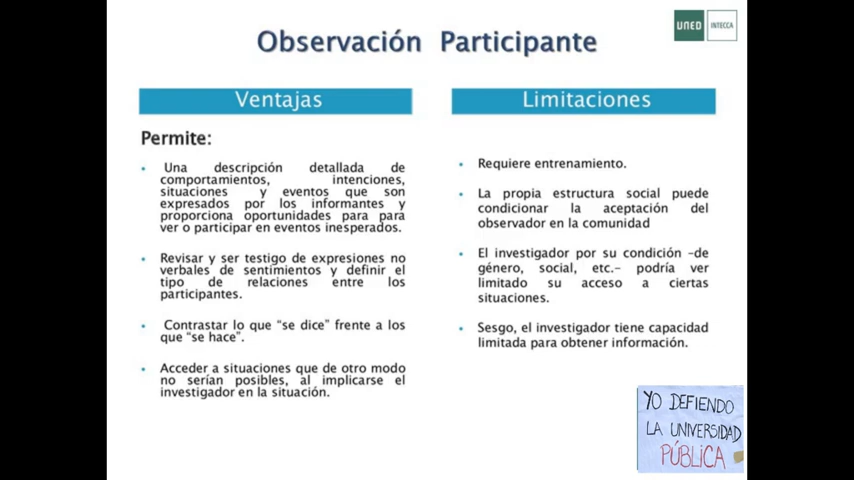 Observación Participante
UNED
INTECCA
Ventajas
Permite:
• Una descripción detallada de
comportamientos, intenciones,
situaciones y eventos que son
expresados por los informantes y
proporciona oportunidades para para
ver o participar en eventos inesperados.
• Revisar y ser testigo de expresiones no
verbales de sentimientos y definir el
tipo de relaciones entre los
participantes.
• Contrastar lo que “se dice” frente a los
que “se hace”.
• Acceder a situaciones que de otro modo
no serían posibles, al implicarse el
investigador en la situación.
Limitaciones
• Requiere entrenamiento.
• La propia estructura social puede
condicionar la aceptación del
observador en la comunidad
• El investigador por su condición –de
género, social, etc.– podría ver
limitado su acceso a ciertas
situaciones.
• Sesgo, el investigador tiene capacidad
limitada para obtener información.
YO DEFIENDO
LA UNIVERSIDAD
PÚBLICA